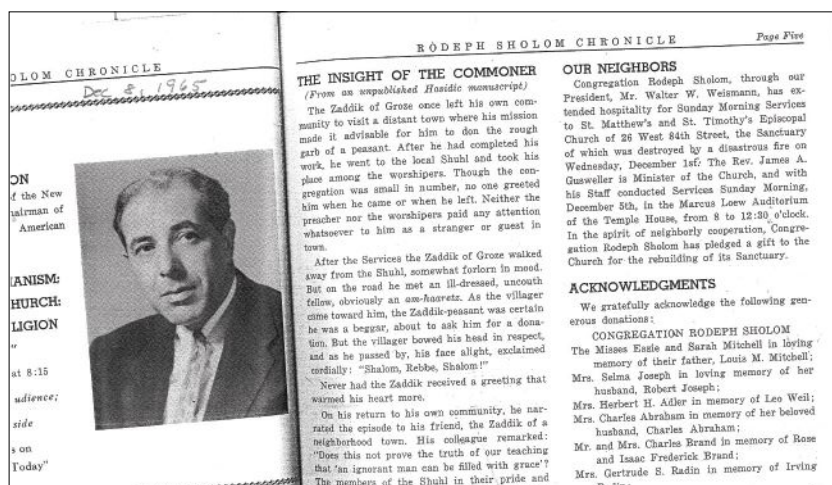 OLOM CHRONICLE
Dec 8, 1965
ON
of the New
hairman of
American
IANISM:
HURCH:
LIGION
"
at 8:15
udience;
side
s on
Today"
RODEPH SHOLOM CHRONICLE
Page Five
THE INSIGHT OF THE COMMONER
(From an unpublished Hasidic manuscript)
The Zaddik of Groze once left his own com-
munity to visit a distant town where his mission
made it advisable for him to don the rough
garb of a peasant. After he had completed his
work, he went to the local Shuhl and took his
place among the worshipers. Though the con-
gregation was small in number, no one greeted
him when he came or when he left. Neither the
preacher nor the worshipers paid any attention
whatsoever to him as a stranger or guest in
town.
After the Services the Zaddik of Groze walked
away from the Shuhl, somewhat forlorn in mood.
But on the road he met an ill-dressed, uncouth
fellow, obviously an am-haaretz. As the villager
came toward him, the Zaddik-peasant was certain
he was a beggar, about to ask him for a dona-
tion. But the villager bowed his head in respect,
and as he passed by, his face alight, exclaimed
cordially: "Shalom, Rebbe, Shalom!"
Never had the Zaddik received a greeting that
warmed his heart more.
On his return to his own community, he nar-
rated the episode to his friend, the Zaddik of a
neighborhood town. His colleague remarked:
"Does this not prove the truth of our teaching
that 'an ignorant man can be filled with grace'?
The members of the Shuhl in their pride and
OUR NEIGHBORS
Congregation Rodeph Sholom, through our
President, Mr. Walter W. Weismann, has ex-
tended hospitality for Sunday Morning Services
to St. Matthew's and St. Timothy's Episcopal
Church of 26 West 84th Street, the Sanctuary
of which was destroyed by a disastrous fire on
Wednesday, December 1st. The Rev. James A.
Gusweller is Minister of the Church, and with
his Staff conducted Services Sunday Morning,
December 5th, in the Marcus Loew Auditorium
of the Temple House, from 8 to 12:30 o'clock.
In the spirit of neighborly cooperation, Congre-
gation Rodeph Sholom has pledged a gift to the
Church for the rebuilding of its Sanctuary.
ACKNOWLEDGMENTS
We gratefully acknowledge the following gen-
erous donations:
CONGREGATION RODEPH SHOLOM
The Misses Essie and Sarah Mitchell in loving
memory of their father, Louis M. Mitchell;
Mrs. Selma Joseph in loving memory of her
husband, Robert Joseph;
Mrs. Herbert H. Adler in memory of Leo Weil;
Mrs. Charles Abraham in memory of her beloved
husband, Charles Abraham;
Mr. and Mrs. Charles Brand in memory of Rose
and Isaac Frederick Brand;
Mrs. Gertrude S. Radin in memory of Irving